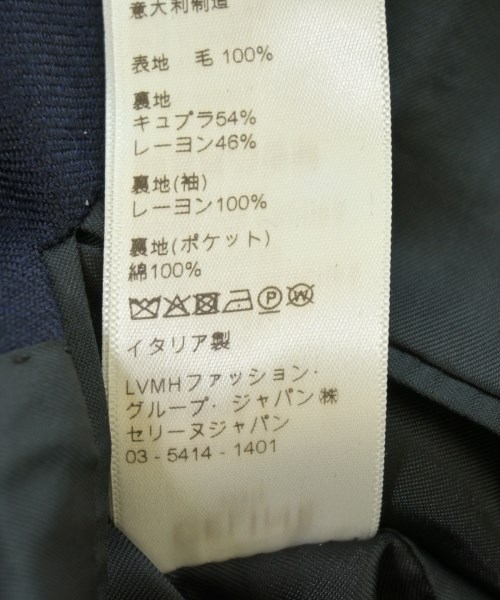 意大利制造
表地　毛 100%
裏地
キュプラ54%
レーヨン46%
裏地(袖)
レーヨン100%
裏地(ポケット)
綿100%
イタリア製
LVMHファッション・
グループ・ジャパン㈱
セリーヌジャパン
03 - 5414 - 1401